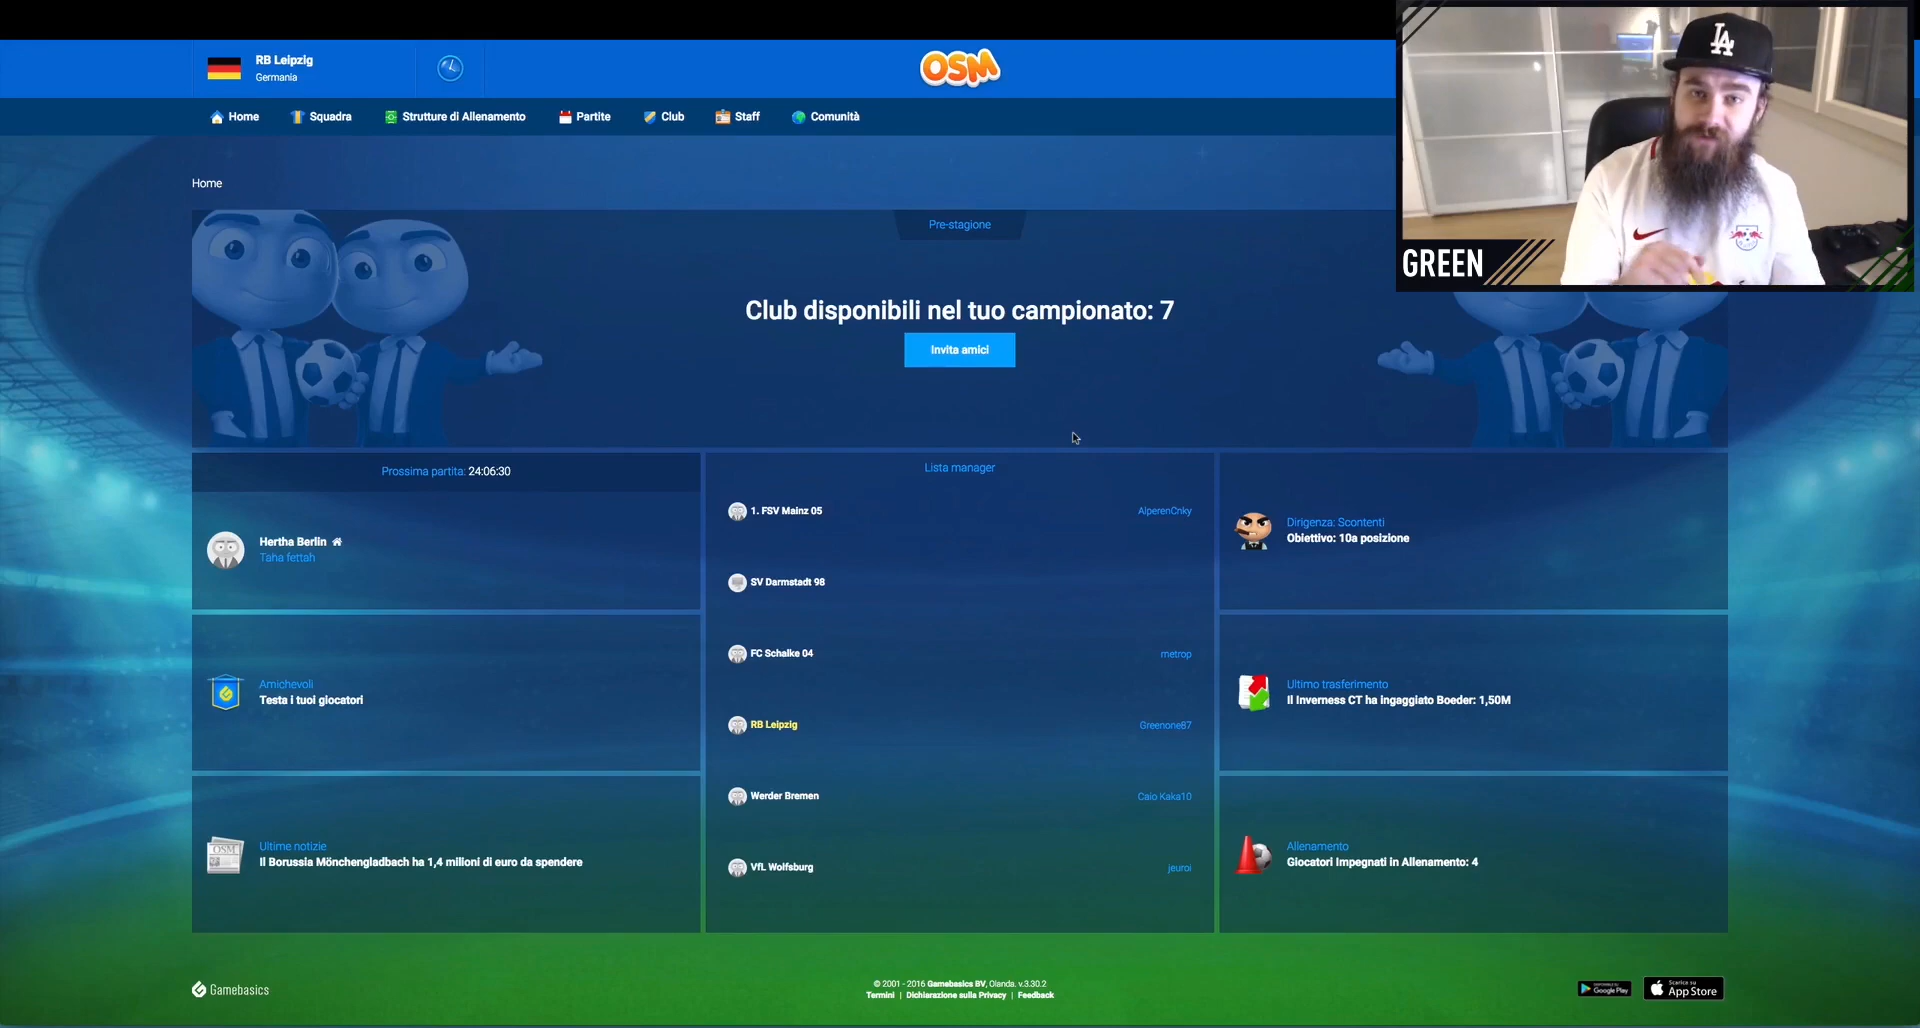 RB Leipzig
Germania
OSM
LA
Home
Squadra
Strutture di Allenamento
Partite
Club
Staff
Comunità
GREEN
Home
Pre-stagione
Club disponibili nel tuo campionato: 7
Invita amici
Prossima partita: 24:06:30
Hertha Berlin
Taha fettah
Amichevoli
Testa i tuoi giocatori
OSM
Ultime notizie
Il Borussia Mönchengladbach ha 1,4 milioni di euro da spendere
Lista manager
1. FSV Mainz 05
AlperenCnky
SV Darmstadt 98
FC Schalke 04
metrop
RB Leipzig
Greenone87
Werder Bremen
Caio Kaka10
VfL Wolfsburg
jeuroi
Dirigenza: Scontenti
Obiettivo: 10a posizione
Ultimo trasferimento
Il Inverness CT ha ingaggiato Boeder: 1,50M
Allenamento
Giocatori Impegnati in Allenamento: 4
Gamebasics
© 2001 - 2016 Gamebasics BV, Olanda. v.3.30.2
Termini | Dichiarazione sulla Privacy | Feedback
DISPONIBILE SU
Google Play
Scarica su
App Store